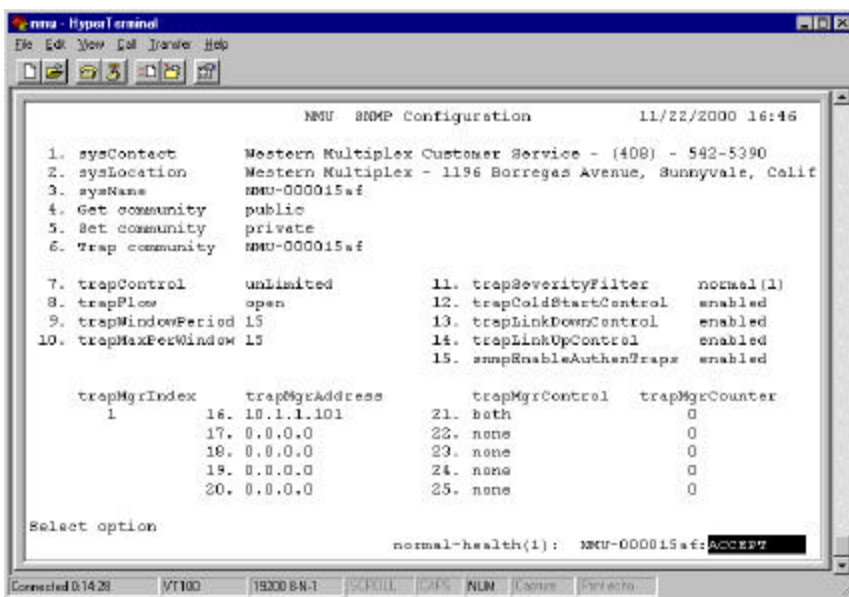 nmu - HyperTerminal
File Edit View Call Transfer Help
NMU SNMP Configuration 11/22/2000 16:46
1. sysContact Western Multiplex Customer Service - (408) - 542-5390
2. sysLocation Western Multiplex - 1196 Borregas Avenue, Sunnyvale, Calif
3. sysName NMU-000015af
4. Get community public
5. Set community private
6. Trap community NMU-000015af
7. trapControl unLimited 11. trapSeverityFilter normal(1)
8. trapFlow open 12. trapColdStartControl enabled
9. trapWindowPeriod 15 13. trapLinkDownControl enabled
10. trapMaxPerWindow 15 14. trapLinkUpControl enabled
15. snmpEnableAuthenTraps enabled
trapMgrIndex trapMgrAddress trapMgrControl trapMgrCounter
1 16. 10.1.1.101 21. both 0
17. 0.0.0.0 22. none 0
18. 0.0.0.0 23. none 0
19. 0.0.0.0 24. none 0
20. 0.0.0.0 25. none 0
Select option
normal-health(1): NMU-000015af:ACCEPT
Connected 0:14:28 VT100 19200 8-N-1 SCROLL CAPS NUM Capture Print echo